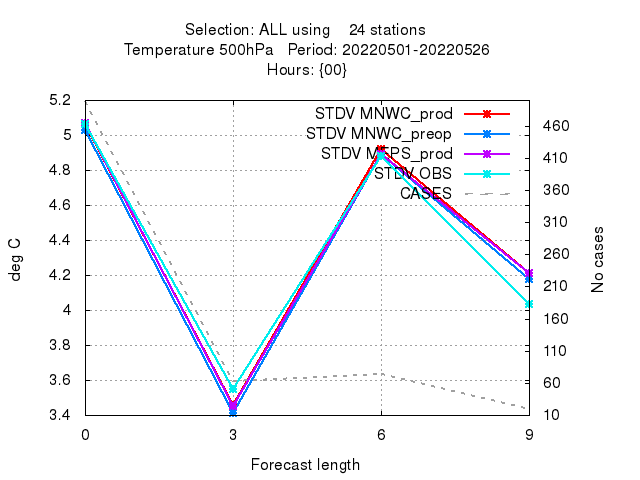 Selection: ALL using 24 stations
Temperature 500hPa Period: 20220501-20220526
Hours: {00}
STDV MNWC_prod
STDV MNWC_preop
STDV MEPS_prod
STDV OBS
CASES
5.2
5
4.8
4.6
4.4
4.2
4
3.8
3.6
3.4
deg C
460
410
360
310
260
210
160
110
60
10
No cases
0 3 6 9
Forecast length